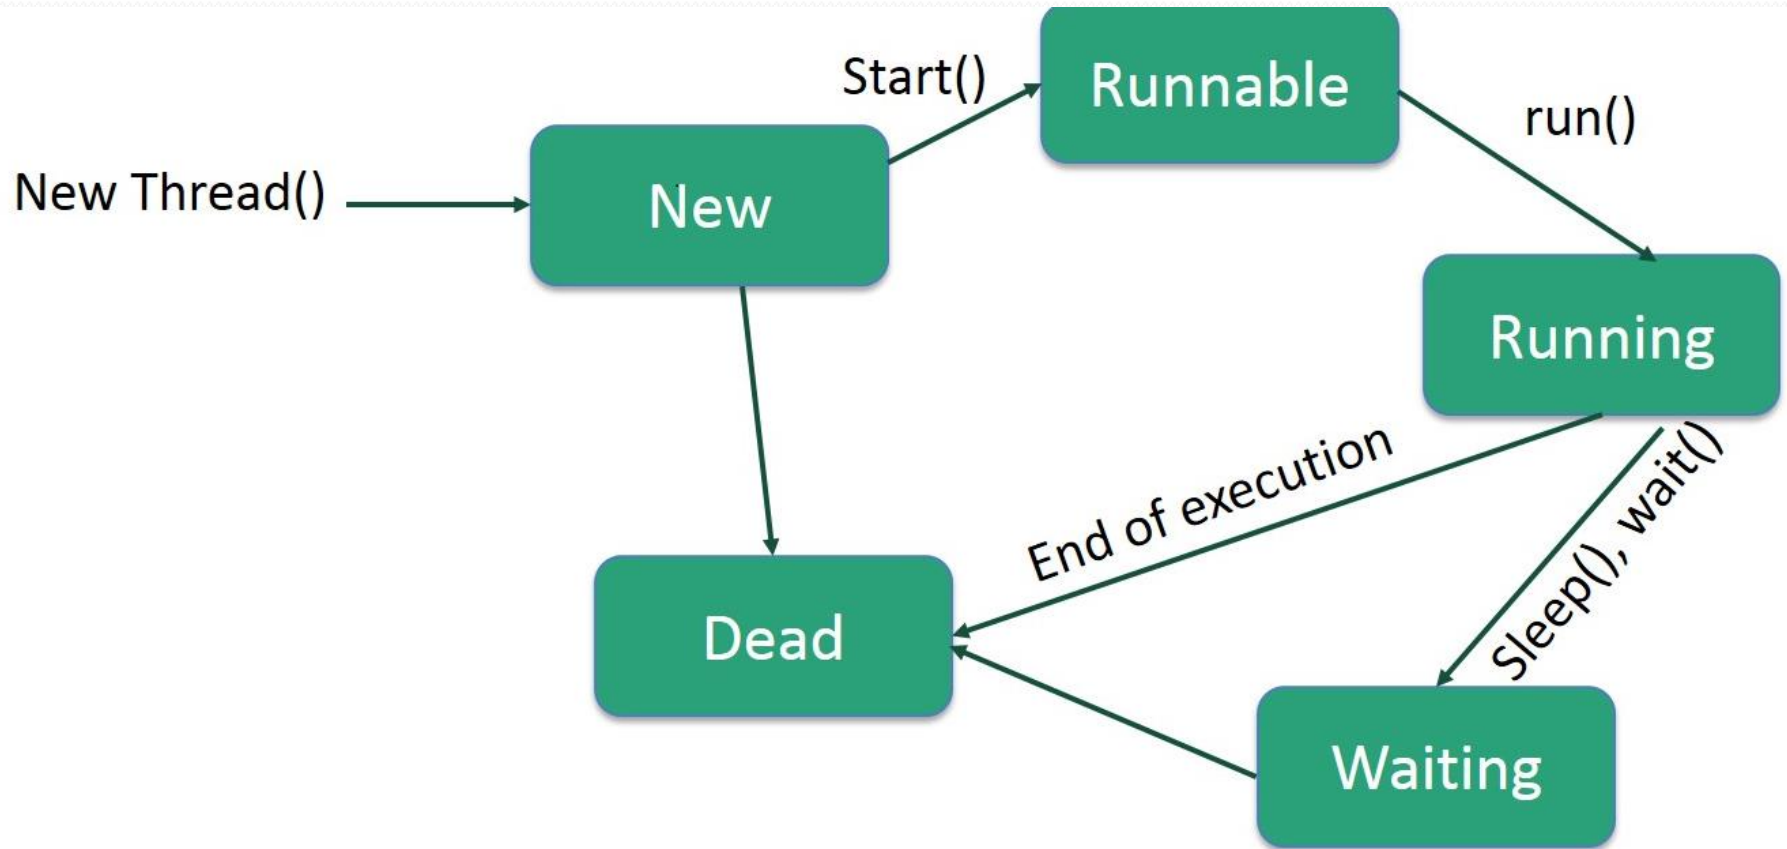 New Thread()
New
Start()
Runnable
run()
Running
End of execution
Sleep(), wait()
Dead
Waiting